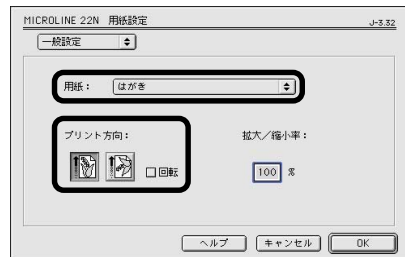 MICROLINE 22N 用紙設定 J-3.32
一般設定
用紙： はがき
プリント方向： 拡大／縮小率：
回転 100 %
ヘルプ キャンセル OK